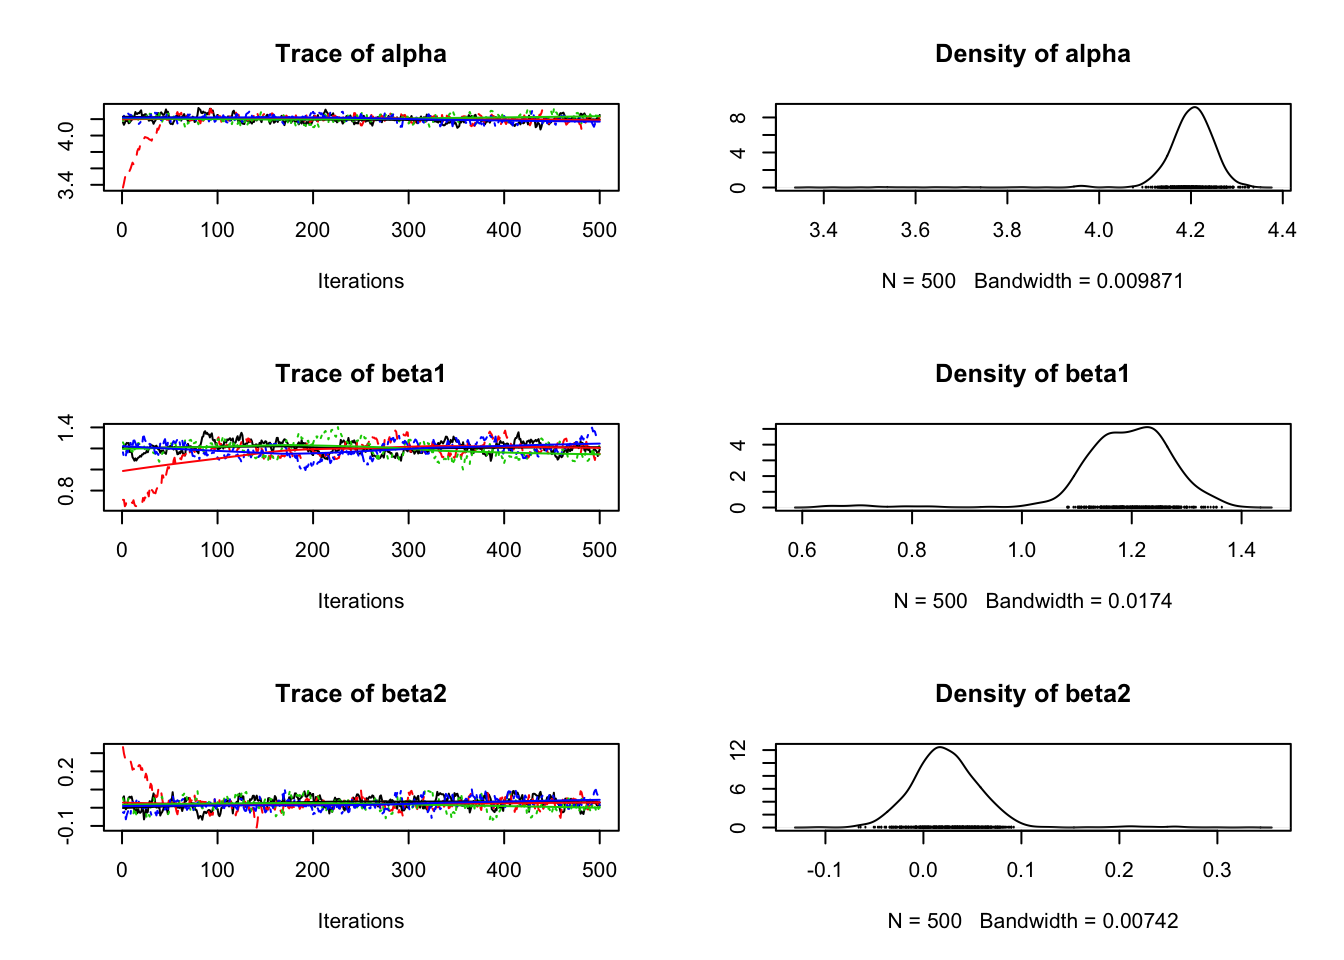 Trace of alpha
4.0
3.4
0 100 200 300 400 500
Iterations
Density of alpha
8
4
0
3.4 3.6 3.8 4.0 4.2 4.4
N = 500 Bandwidth = 0.009871
Trace of beta1
1.4
0.8
0 100 200 300 400 500
Iterations
Density of beta1
4
2
0
0.6 0.8 1.0 1.2 1.4
N = 500 Bandwidth = 0.0174
Trace of beta2
0.2
-0.1
0 100 200 300 400 500
Iterations
Density of beta2
12
6
0
-0.1 0.0 0.1 0.2 0.3
N = 500 Bandwidth = 0.00742